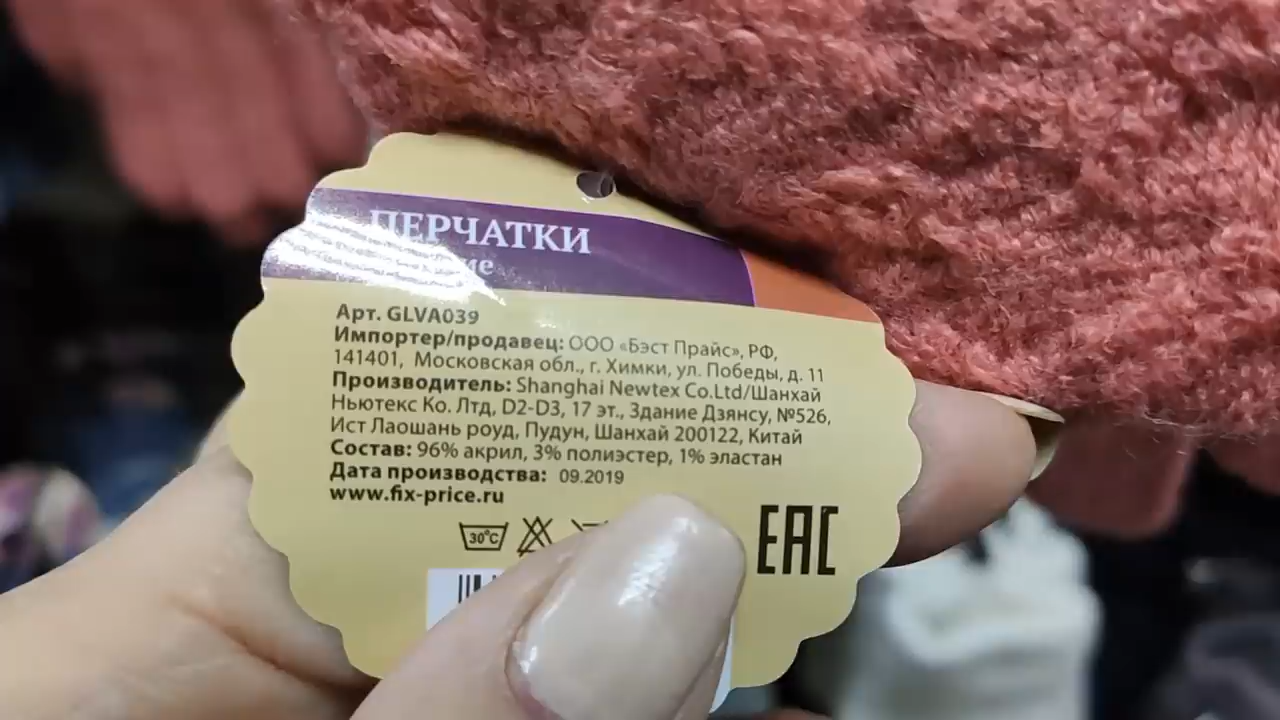 ПЕРЧАТКИ
Арт. GLVA039
Импортер/продавец: ООО «Бэст Прайс», РФ,
141401, Московская обл., г. Химки, ул. Победы, д. 11
Производитель: Shanghai Newtex Co.Ltd/Шанхай
Ньютекс Ко. Лтд, D2-D3, 17 эт., Здание Дзянсу, №526,
Ист Лаошань роуд, Пудун, Шанхай 200122, Китай
Состав: 96% акрил, 3% полиэстер, 1% эластан
Дата производства: 09.2019
www.fix-price.ru
30°C
EAC